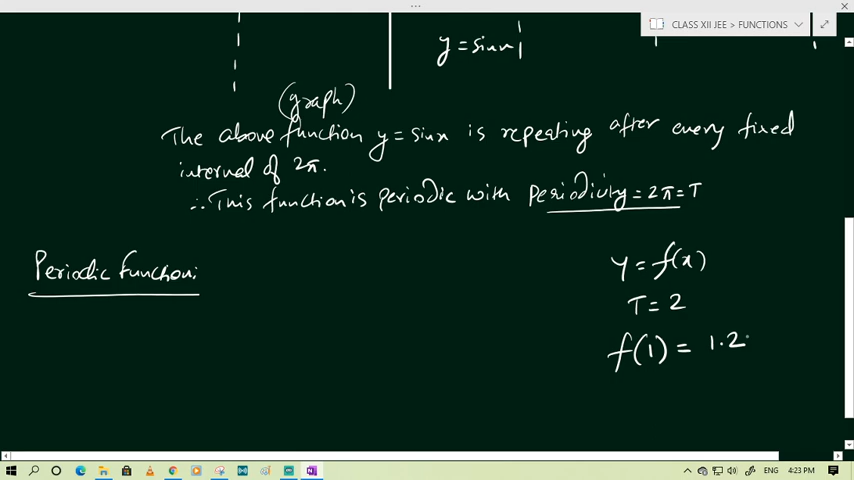 CLASS XII JEE > FUNCTIONS
y = sinx
(graph)
The above function y = sinx is repeating after every fixed
interval of 2π.
∴ This function is periodic with Periodicity = 2π = T
Periodic Function:
y = f(x)
T = 2
f(1) = 1.2
ENG 4:23 PM